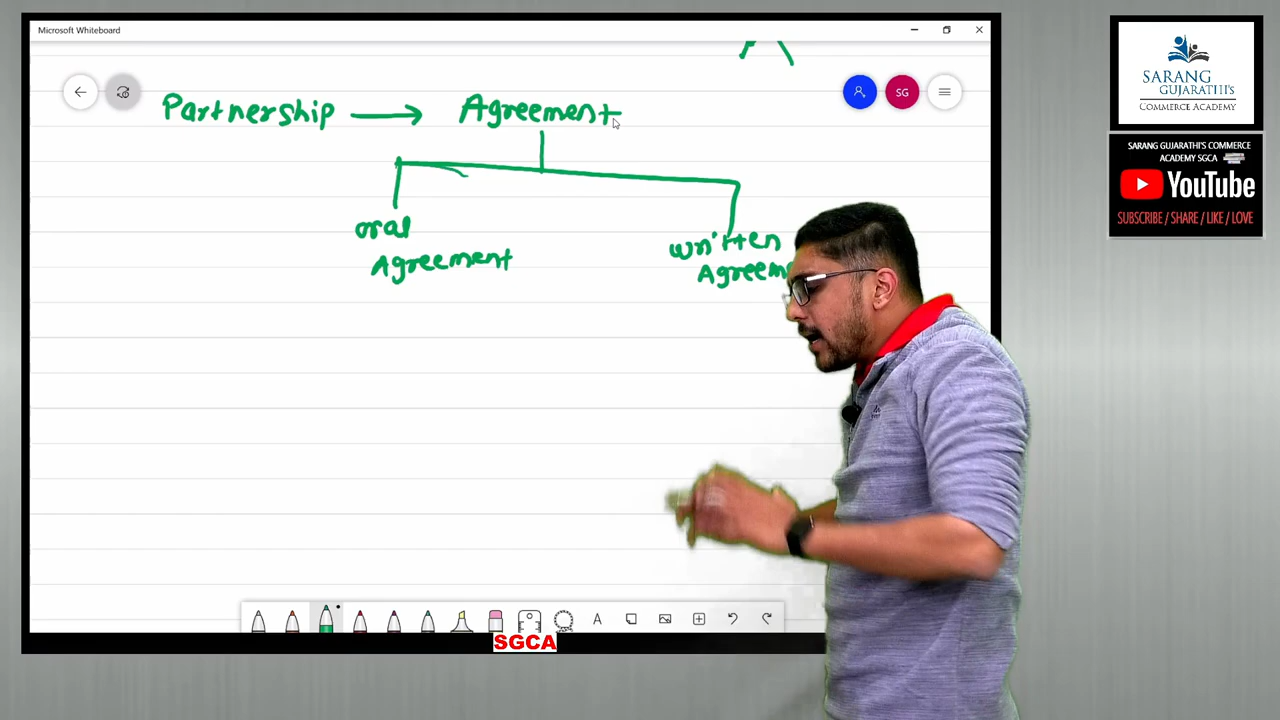 Microsoft Whiteboard
SG
Partnership → Agreement
oral
Agreement
written
Agreeme
A
SGCA
SARANG
GUJARATHI'S
COMMERCE ACADEMY
SARANG GUJARATHI'S COMMERCE
ACADEMY SGCA
YouTube
SUBSCRIBE / SHARE / LIKE / LOVE